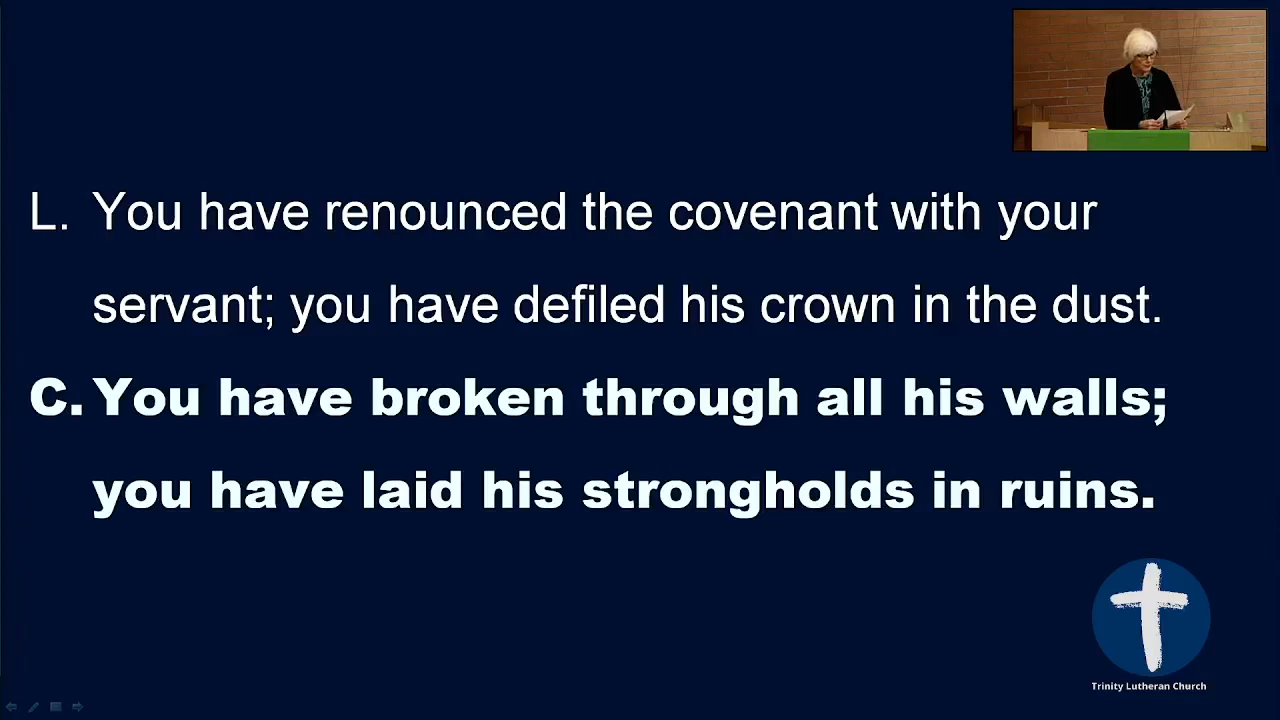 L. You have renounced the covenant with your
servant; you have defiled his crown in the dust.
C. You have broken through all his walls;
you have laid his strongholds in ruins.
Trinity Lutheran Church